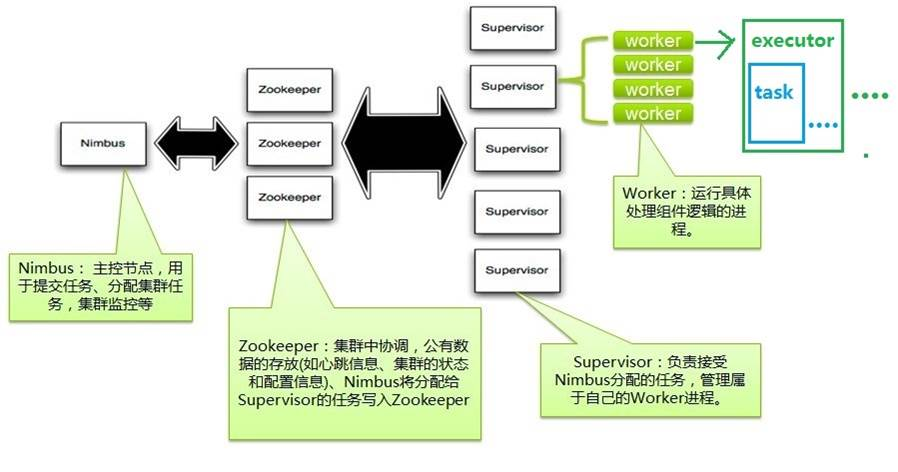 Nimbus
Zookeeper
Zookeeper
Zookeeper
Supervisor
Supervisor
Supervisor
Supervisor
Supervisor
worker
worker
worker
worker
executor
task
....
....
.
Nimbus： 主控节点，用
于提交任务、分配集群任
务，集群监控等
Zookeeper：集群中协调，公有数
据的存放(如心跳信息、集群的状态
和配置信息)、Nimbus将分配给
Supervisor的任务写入Zookeeper
Supervisor：负责接受
Nimbus分配的任务，管理属
于自己的Worker进程。
Worker：运行具体
处理组件逻辑的进
程。